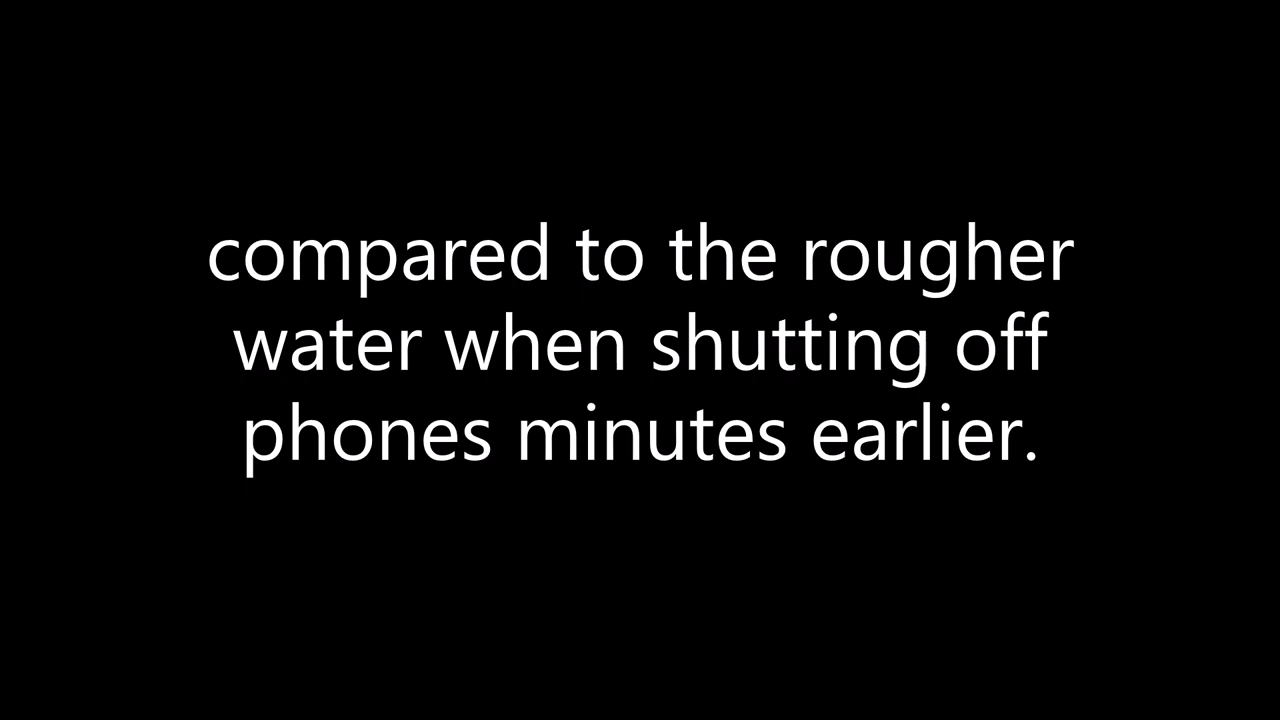 compared to the rougher
water when shutting off
phones minutes earlier.